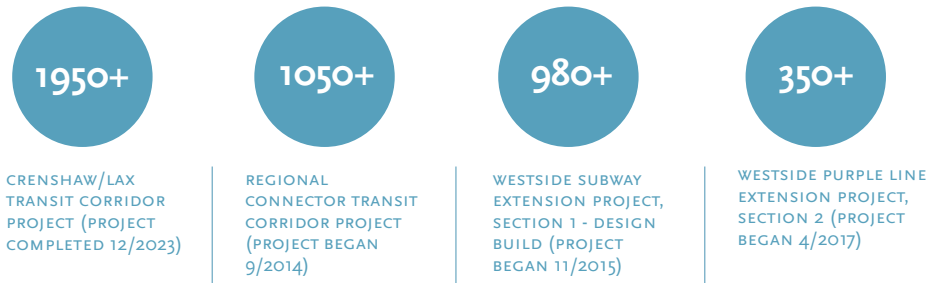 1950+
CRENSHAW/LAX
TRANSIT CORRIDOR
PROJECT (PROJECT
COMPLETED 12/2023)
1050+
REGIONAL
CONNECTOR TRANSIT
CORRIDOR PROJECT
(PROJECT BEGAN
9/2014)
980+
WESTSIDE SUBWAY
EXTENSION PROJECT,
SECTION 1 - DESIGN
BUILD (PROJECT
BEGAN 11/2015)
350+
WESTSIDE PURPLE LINE
EXTENSION PROJECT,
SECTION 2 (PROJECT
BEGAN 4/2017)